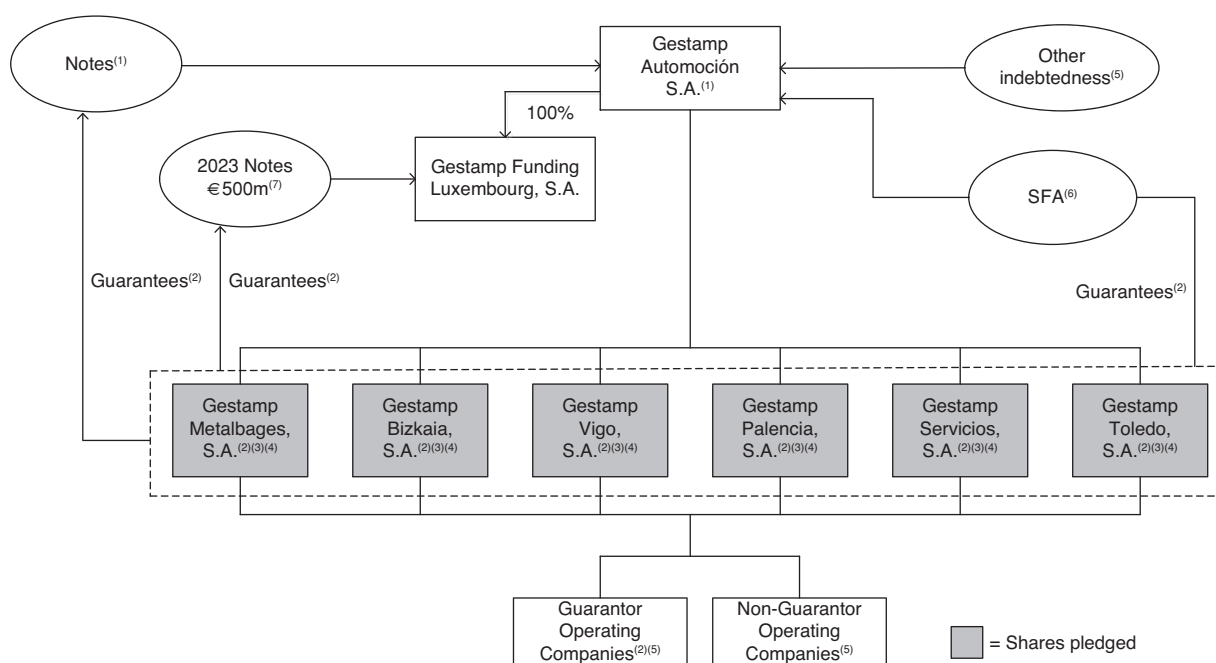 Notes(1)
Gestamp
Automoción
S.A.(1)
Other
indebtedness(5)
100%
2023 Notes
€500m(7)
Gestamp Funding
Luxembourg, S.A.
SFA(6)
Guarantees(2)
Guarantees(2)
Guarantees(2)
Gestamp
Metalbages,
S.A.(2)(3)(4)
Gestamp
Bizkaia,
S.A.(2)(3)(4)
Gestamp
Vigo,
S.A.(2)(3)(4)
Gestamp
Palencia,
S.A.(2)(3)(4)
Gestamp
Servicios,
S.A.(2)(3)(4)
Gestamp
Toledo,
S.A.(2)(3)(4)
Guarantor
Operating
Companies(2)(5)
Non-Guarantor
Operating
Companies(5)
= Shares pledged